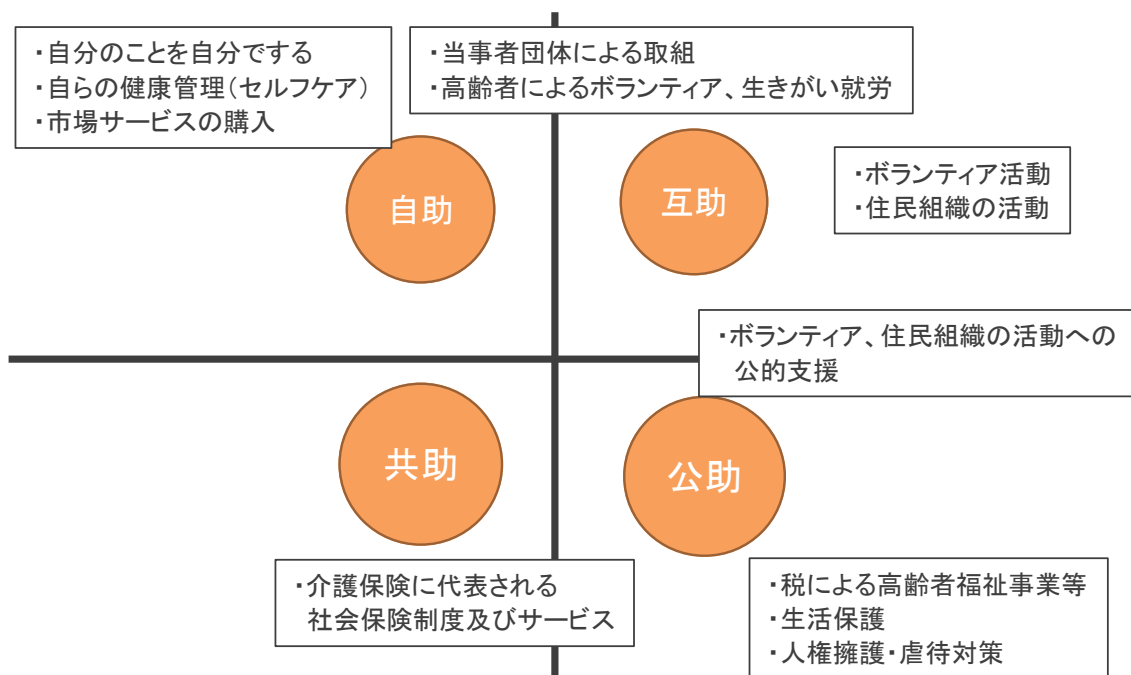 ・自分のことを自分でする
・自らの健康管理(セルフケア)
・市場サービスの購入
・当事者団体による取組
・高齢者によるボランティア、生きがい就労
自助
互助
・ボランティア活動
・住民組織の活動
・ボランティア、住民組織の活動への
公的支援
共助
公助
・介護保険に代表される
社会保険制度及びサービス
・税による高齢者福祉事業等
・生活保護
・人権擁護・虐待対策